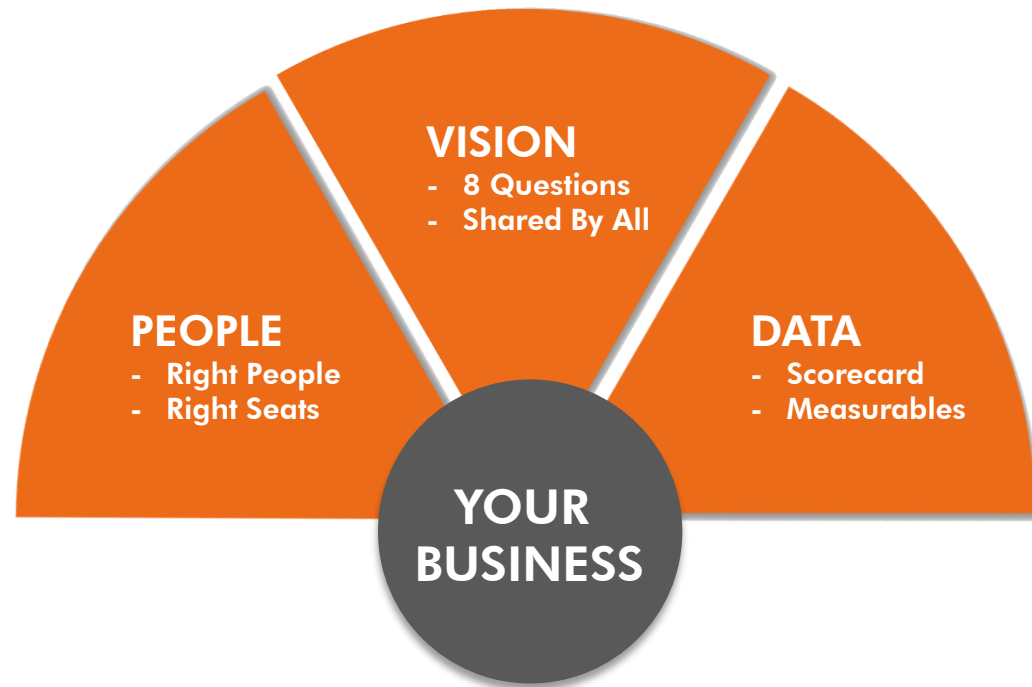 VISION
- 8 Questions
- Shared By All
PEOPLE
- Right People
- Right Seats
DATA
- Scorecard
- Measurables
YOUR
BUSINESS